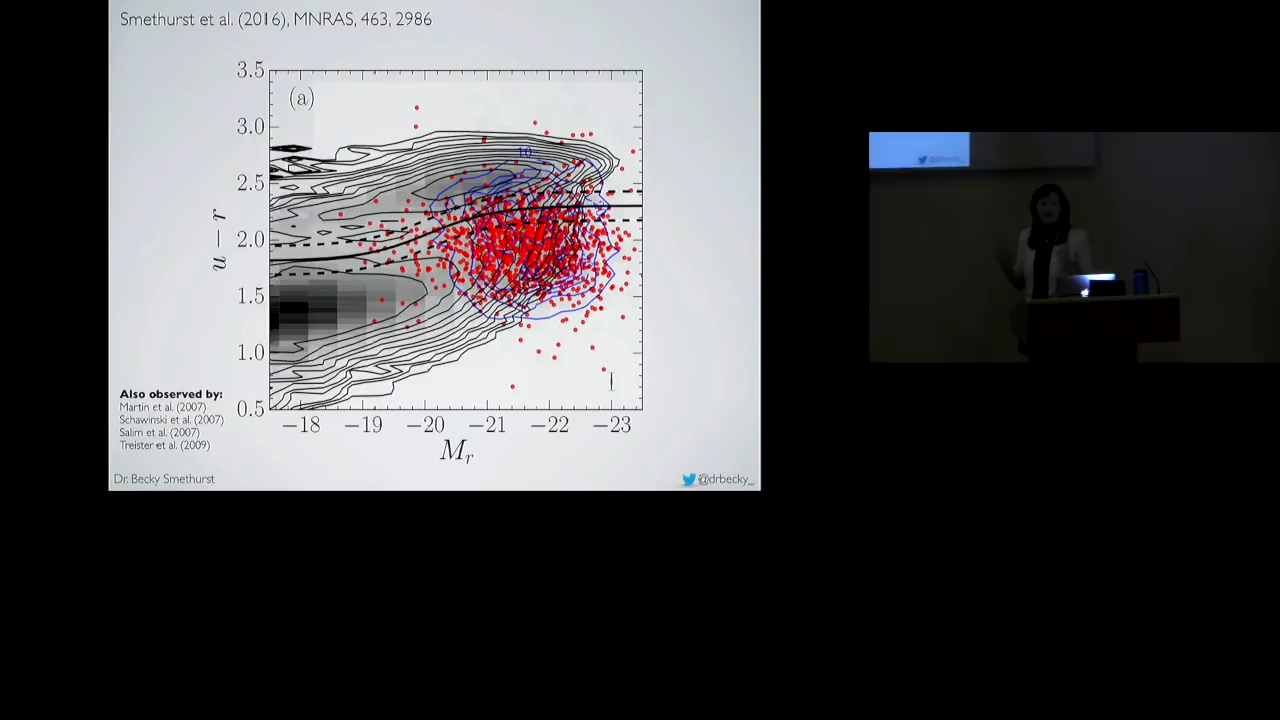 Smethurst et al. (2016), MNRAS, 463, 2986
(a)
3.5
3.0
2.5
2.0
1.5
1.0
0.5
u − r
10
−18 −19 −20 −21 −22 −23
M_r
Also observed by:
Martin et al. (2007)
Schawinski et al. (2007)
Salim et al. (2007)
Treister et al. (2009)
Dr. Becky Smethurst
@drbecky_
@drbecky_